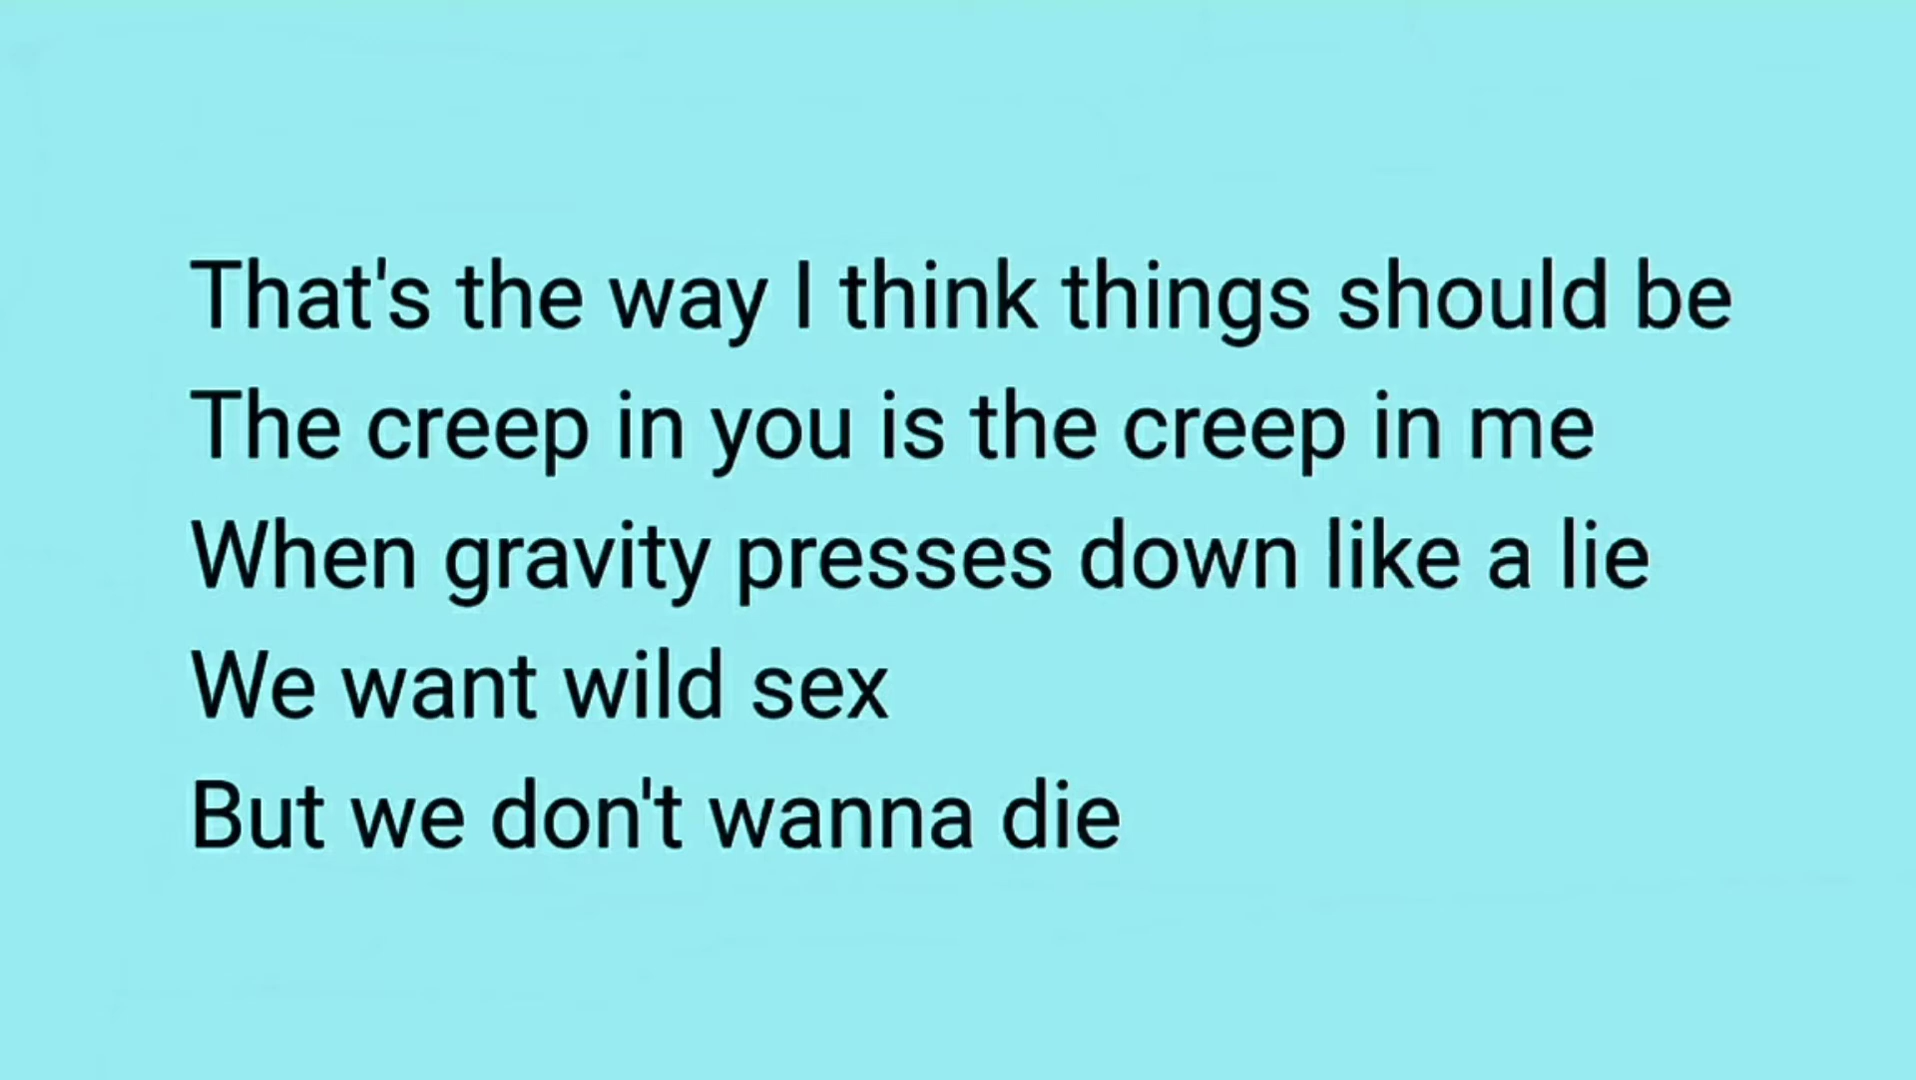 That's the way I think things should be
The creep in you is the creep in me
When gravity presses down like a lie
We want wild sex
But we don't wanna die